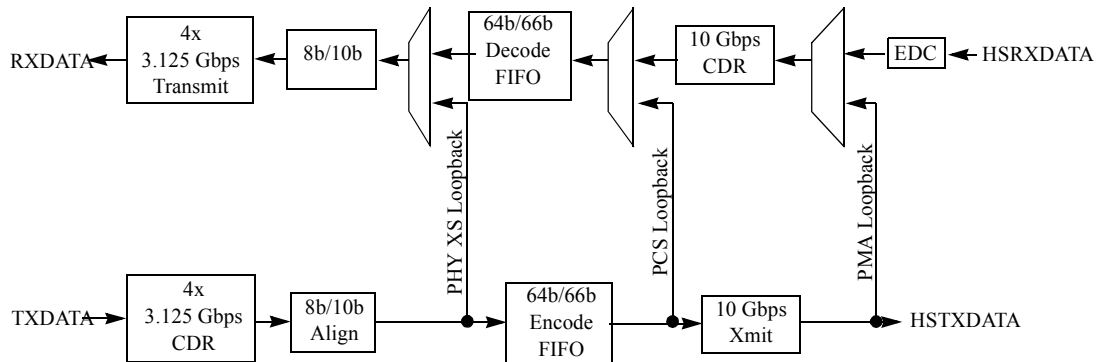 RXDATA
4x
3.125 Gbps
Transmit
8b/10b
64b/66b
Decode
FIFO
10 Gbps
CDR
EDC
HSRXDATA
PHY XS Loopback
PCS Loopback
PMA Loopback
TXDATA
4x
3.125 Gbps
CDR
8b/10b
Align
64b/66b
Encode
FIFO
10 Gbps
Xmit
HSTXDATA